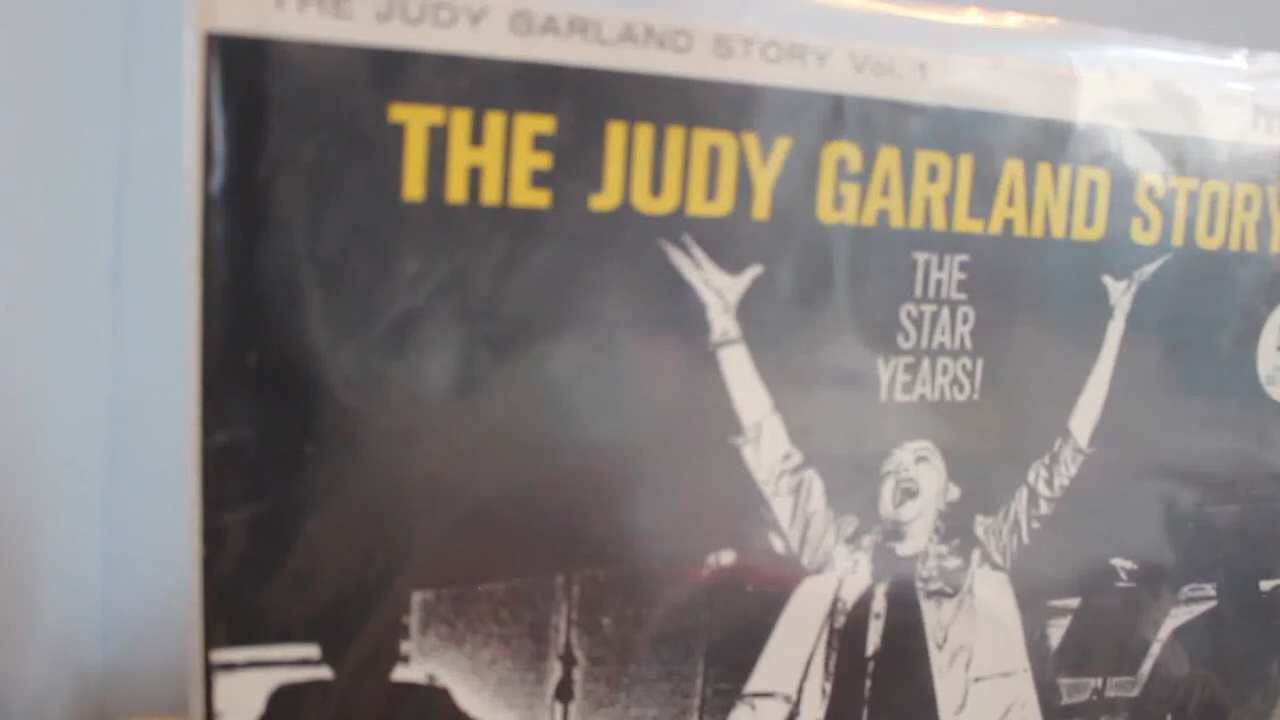 THE JUDY GARLAND STORY Vol. 1
THE JUDY GARLAND STORY
THE
STAR
YEARS!